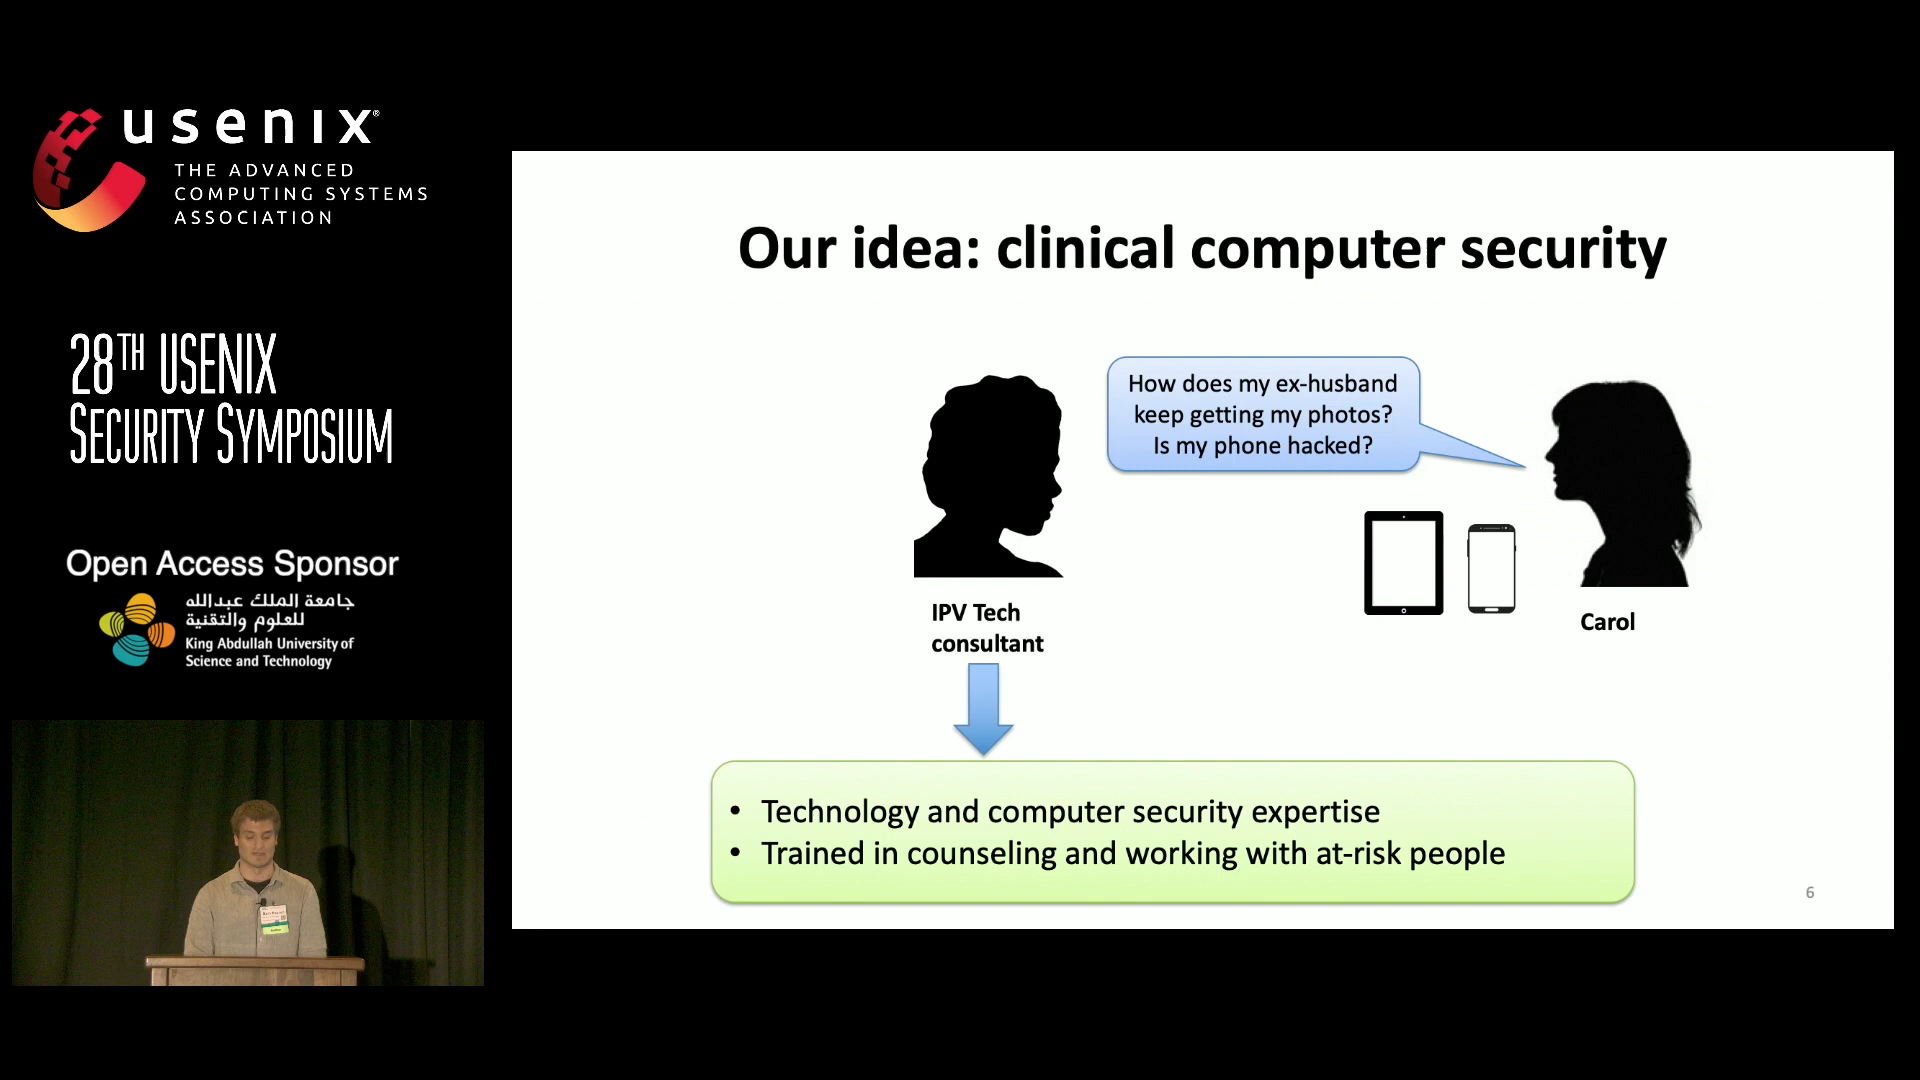 usenix®
THE ADVANCED
COMPUTING SYSTEMS
ASSOCIATION
28TH USENIX
SECURITY SYMPOSIUM
Open Access Sponsor
جامعة الملك عبدالله
للعلوم والتقنية
King Abdullah University of
Science and Technology
Our idea: clinical computer security
How does my ex-husband
keep getting my photos?
Is my phone hacked?
IPV Tech
consultant
Carol
• Technology and computer security expertise
• Trained in counseling and working with at-risk people
6